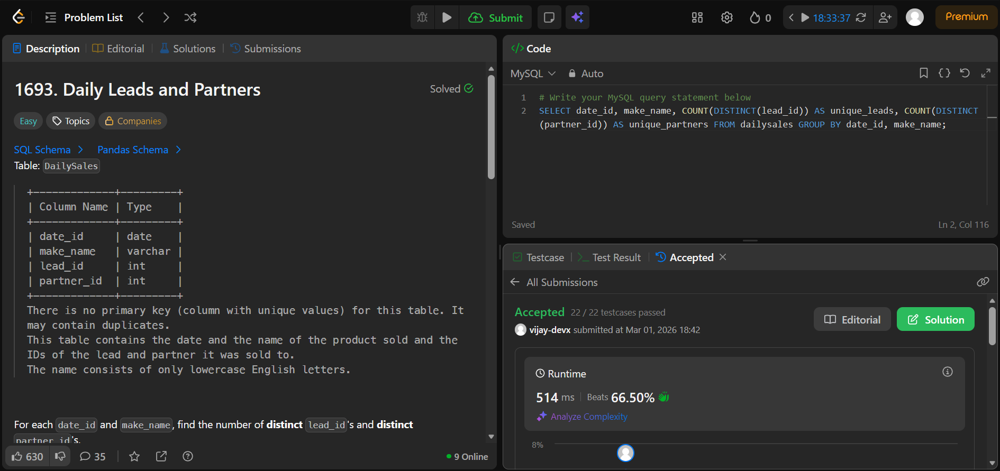 Problem List
Submit
0
18:33:37
Premium
Description
Editorial
Solutions
Submissions
1693. Daily Leads and Partners
Solved
Easy
Topics
Companies
SQL Schema
Pandas Schema
Table: DailySales
+-------------+---------+
| Column Name | Type    |
+-------------+---------+
| date_id     | date    |
| make_name   | varchar |
| lead_id     | int     |
| partner_id  | int     |
+-------------+---------+
There is no primary key (column with unique values) for this table. It
may contain duplicates.
This table contains the date and the name of the product sold and the
IDs of the lead and partner it was sold to.
The name consists of only lowercase English letters.
For each date_id and make_name, find the number of distinct lead_id's and distinct
partner_id's.
630
35
9 Online
</> Code
MySQL
Auto
1 # Write your MySQL query statement below
2 SELECT date_id, make_name, COUNT(DISTINCT(lead_id)) AS unique_leads, COUNT(DISTINCT
(partner_id)) AS unique_partners FROM dailysales GROUP BY date_id, make_name;
Saved
Ln 2, Col 116
Testcase
Test Result
Accepted
All Submissions
Accepted 22 / 22 testcases passed
vijay-devx submitted at Mar 01, 2026 18:42
Editorial
Solution
Runtime
514 ms
Beats 66.50%
Analyze Complexity
8%